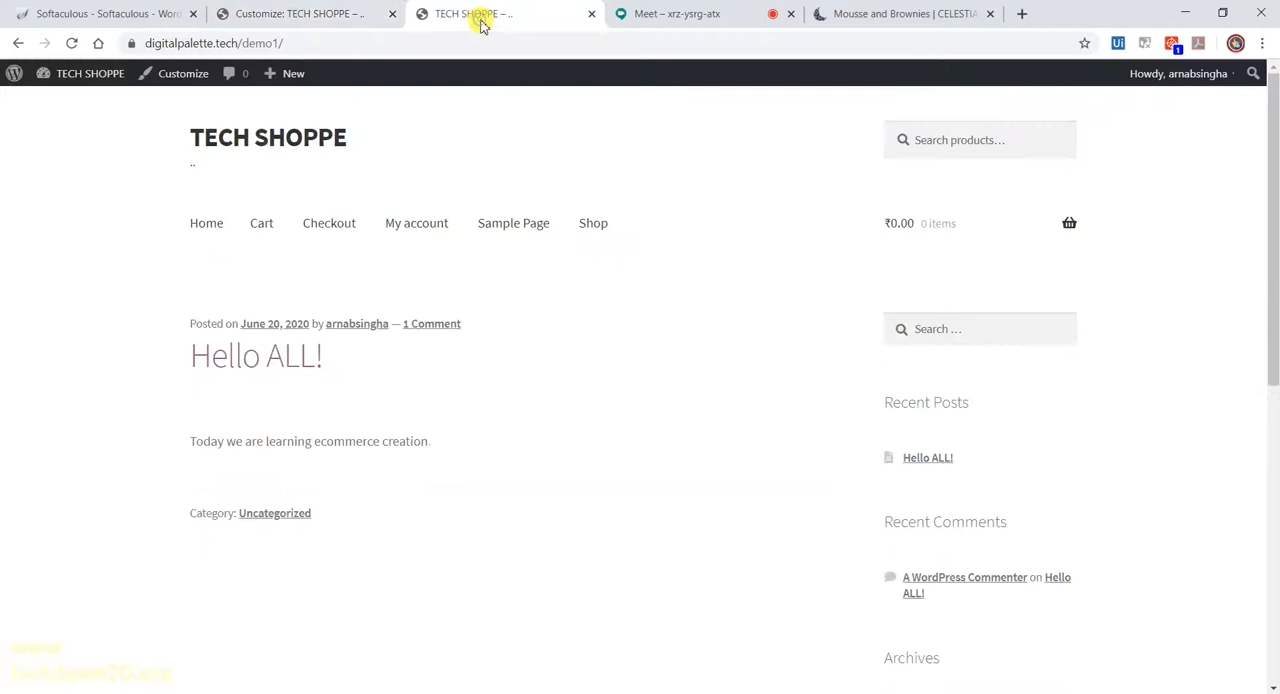 Softaculous - Softaculous - Wor
Customize: TECH SHOPPE – ..
TECH SHOPPE – ..
Meet – xrz-ysrg-atx
Mousse and Brownies | CELESTIA
digitalpalette.tech/demo1/
Ui
1
TECH SHOPPE
Customize
0
New
Howdy, arnabsingha
TECH SHOPPE
..
Search products…
Home
Cart
Checkout
My account
Sample Page
Shop
₹0.00 0 items
Posted on June 20, 2020 by arnabsingha — 1 Comment
Hello ALL!
Today we are learning ecommerce creation.
Category: Uncategorized
Search …
Recent Posts
Hello ALL!
Recent Comments
A WordPress Commenter on Hello
ALL!
Archives